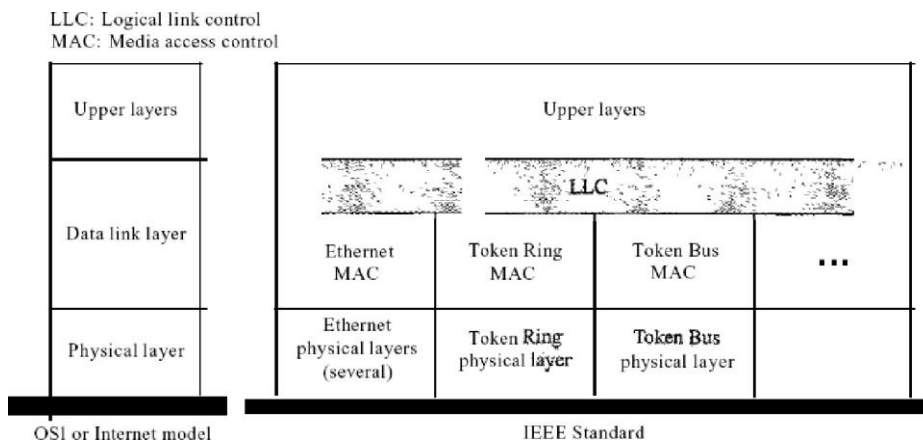 LLC: Logical link control
MAC: Media access control
Upper layers
Data link layer
Physical layer
OSI or Internet model
Upper layers
LLC
Ethernet
MAC
Token Ring
MAC
Token Bus
MAC
...
Ethernet
physical layers
(several)
Token Ring
physical layer
Token Bus
physical layer
IEEE Standard